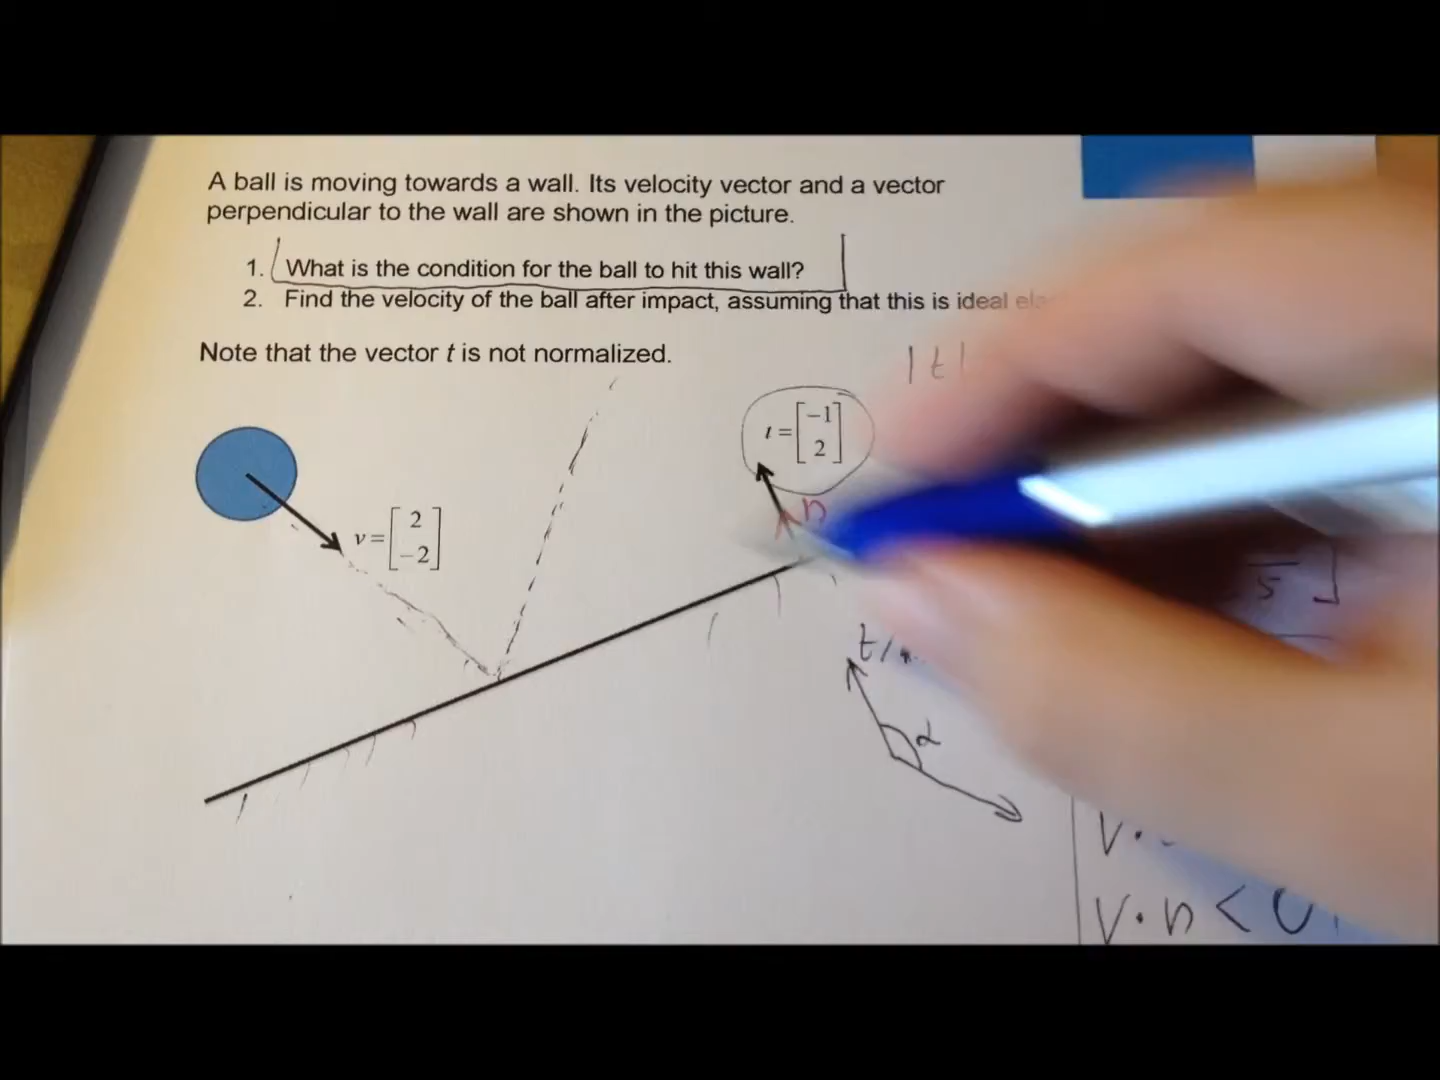 A ball is moving towards a wall. Its velocity vector and a vector
perpendicular to the wall are shown in the picture.
1. What is the condition for the ball to hit this wall?
2. Find the velocity of the ball after impact, assuming that this is ideal
Note that the vector t is not normalized.
|t|
t = [-1 2]
n
v = [2 -2]
5
t/
α
V·
V·n < 0